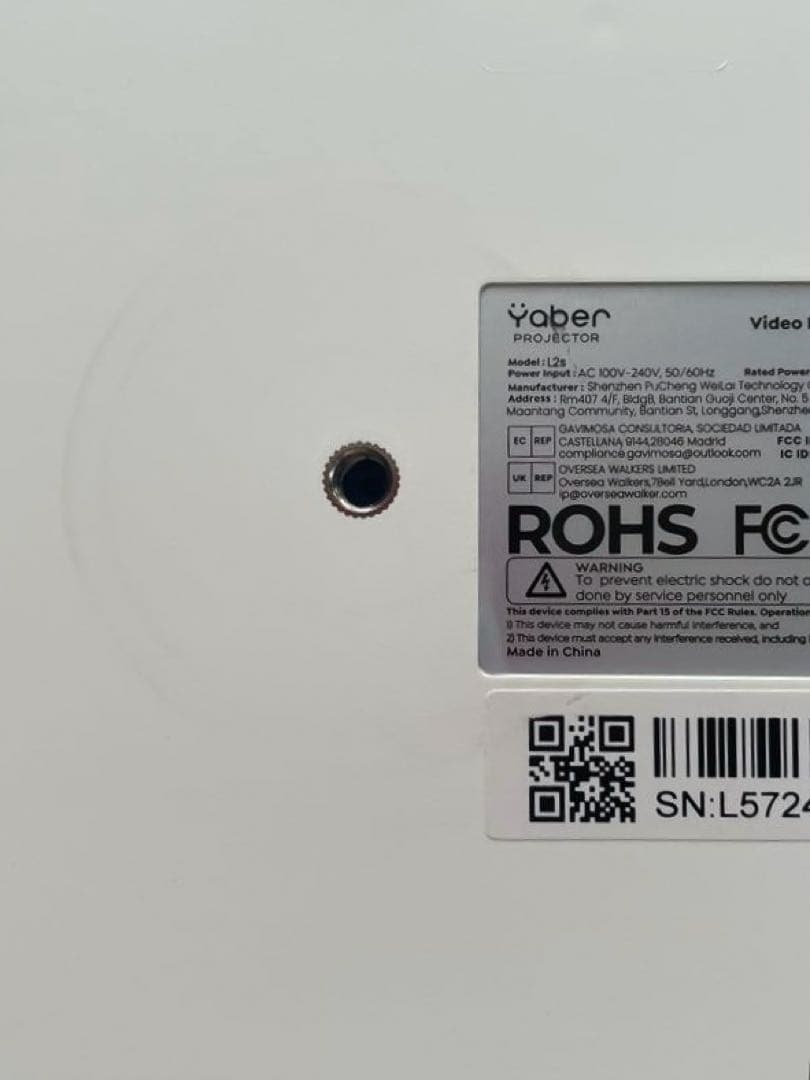 Yaber
PROJECTOR
Video
Model : L2s
Power Input : AC 100V-240V, 50/60Hz Rated Power
Manufacturer : Shenzhen PuCheng WeiLai Technology
Address : Rm407 4/F, BldgB, Bantian Guoji Center, No. 5
Maantang Community, Bantian St, Longgang,Shenzhen
EC REP
GAVIMOSA CONSULTORIA, SOCIEDAD LIMITADA
CASTELLANA 9144,28046 Madrid FCC I
compliance.gavimosa@outlook.com IC ID
UK REP
OVERSEA WALKERS LIMITED
Oversea Walkers,7Bell Yard,London,WC2A 2JR
ip@overseawalker.com
ROHS FC
WARNING
To prevent electric shock do not
done by service personnel only
This device complies with Part 15 of the FCC Rules. Operation
1) This device may not cause harmful interference, and
2) This device must accept any interference received, including
Made in China
SN:L5724